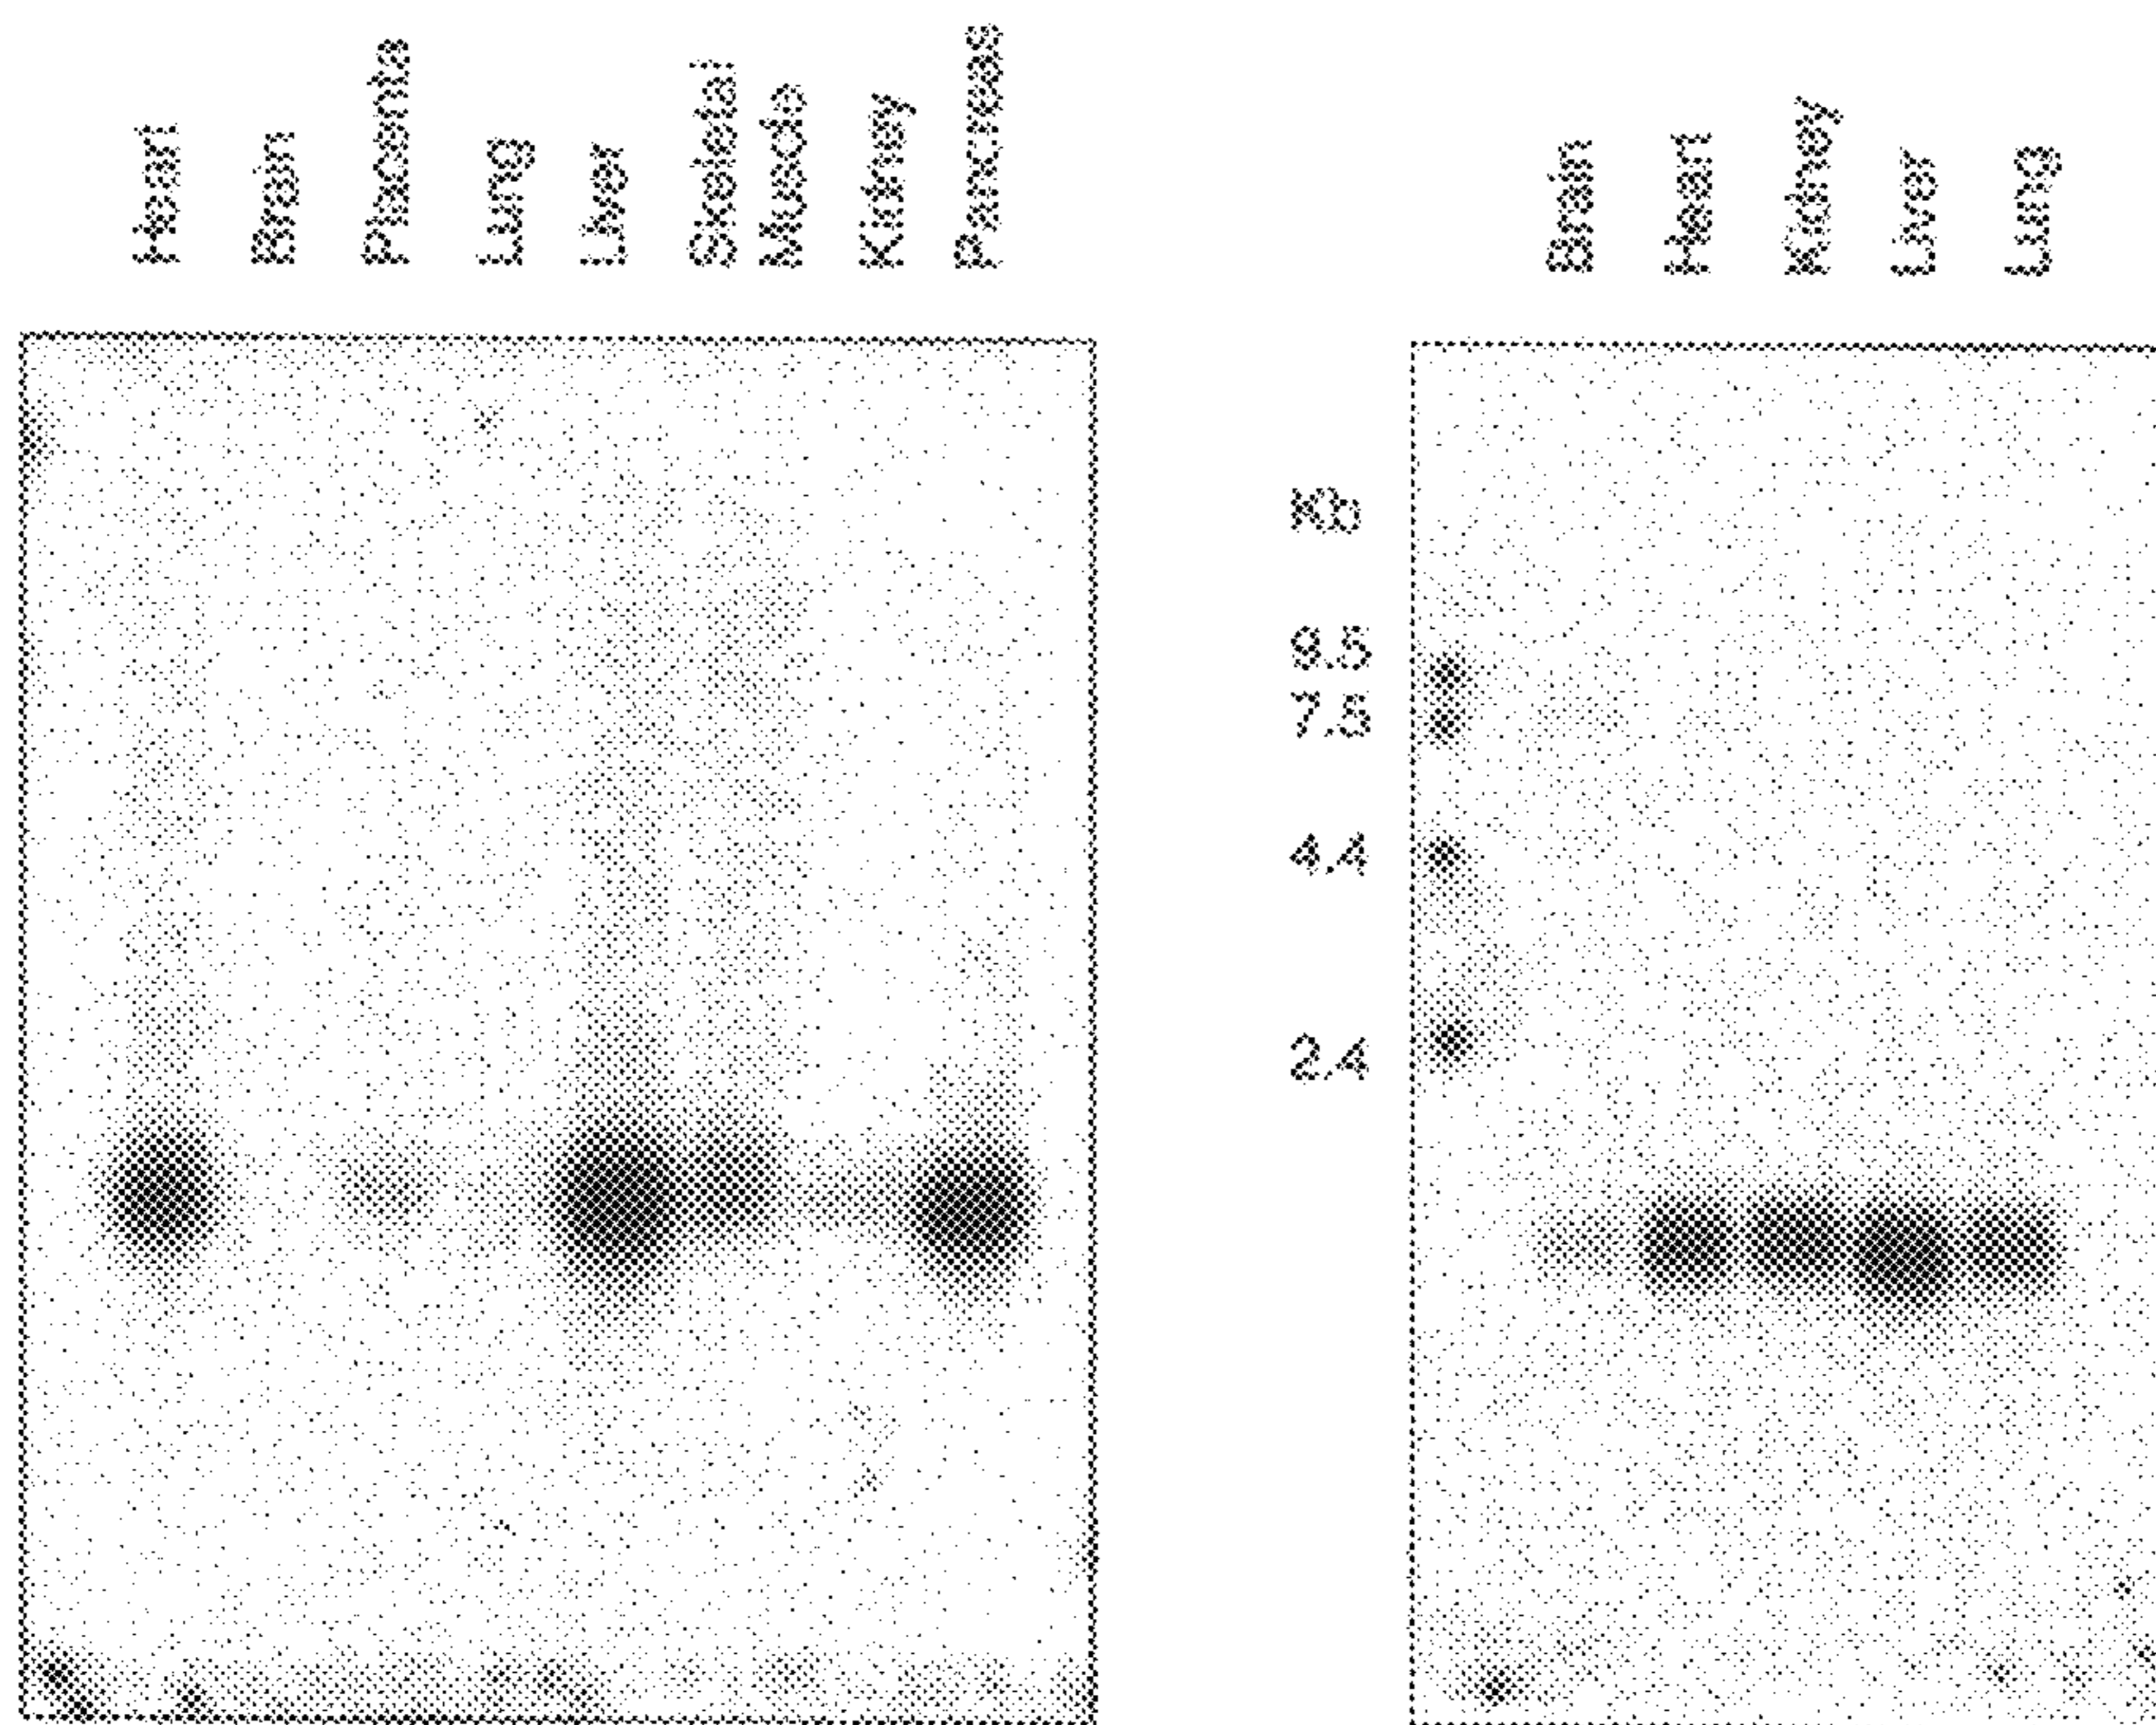 Heart
Brain
Placenta
Lung
Liver
Skeletal
Muscle
Kidney
Pancreas
Brain
Heart
Kidney
Liver
Lung
Kb
9.5
7.5
4.4
2.4